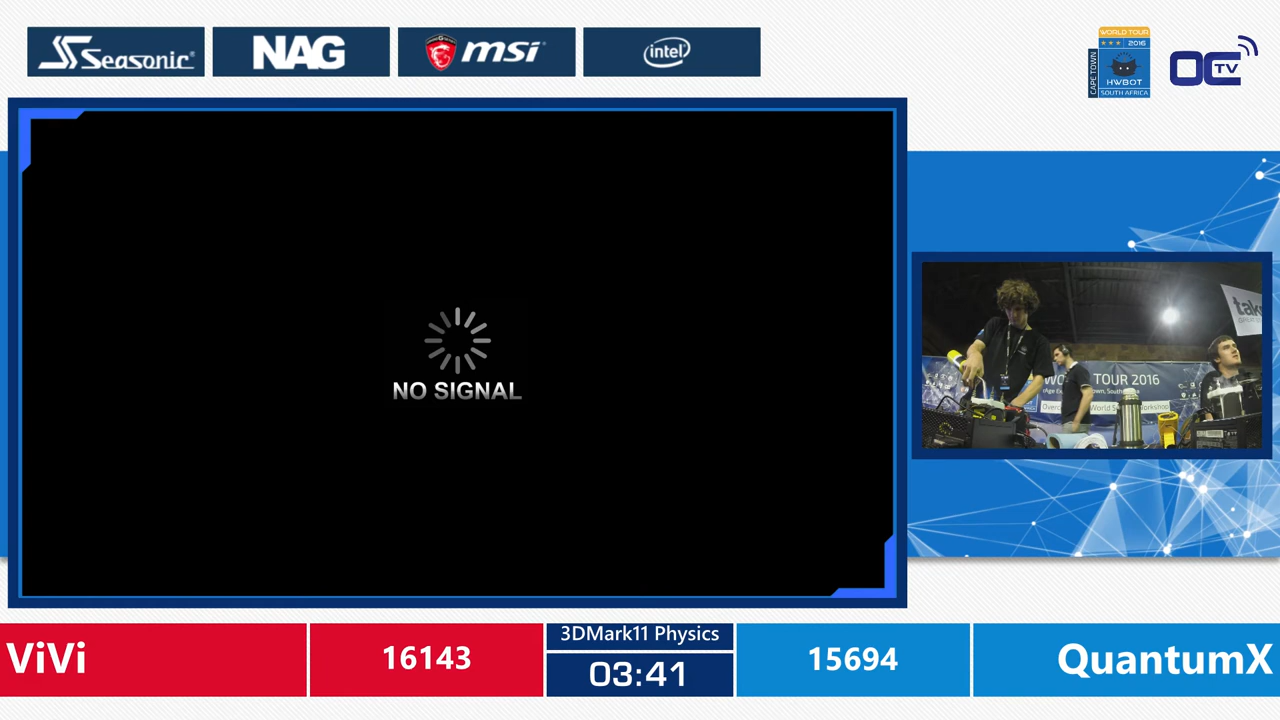 SEASONIC
NAG
msi
intel
WORLD TOUR
2016
CAPE TOWN
HWBOT
SOUTH AFRICA
OC TV
NO SIGNAL
WORLD TOUR 2016
3DMark11 Physics
ViVi
16143
03:41
15694
QuantumX